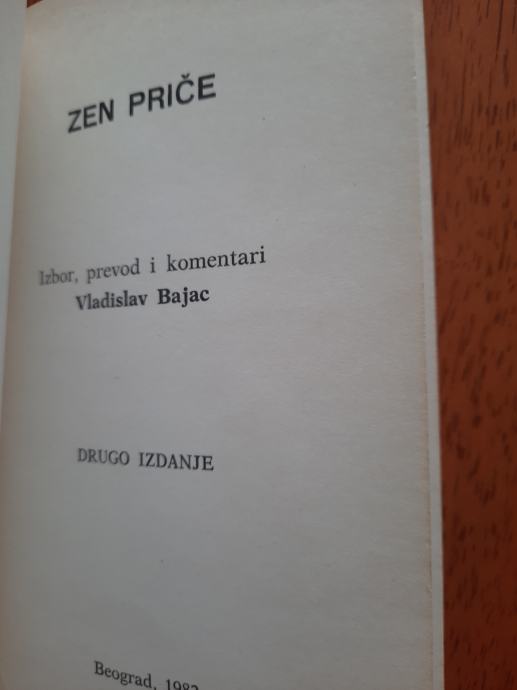 ZEN PRIČE
Izbor, prevod i komentari
Vladislav Bajac
DRUGO IZDANJE
Beograd,